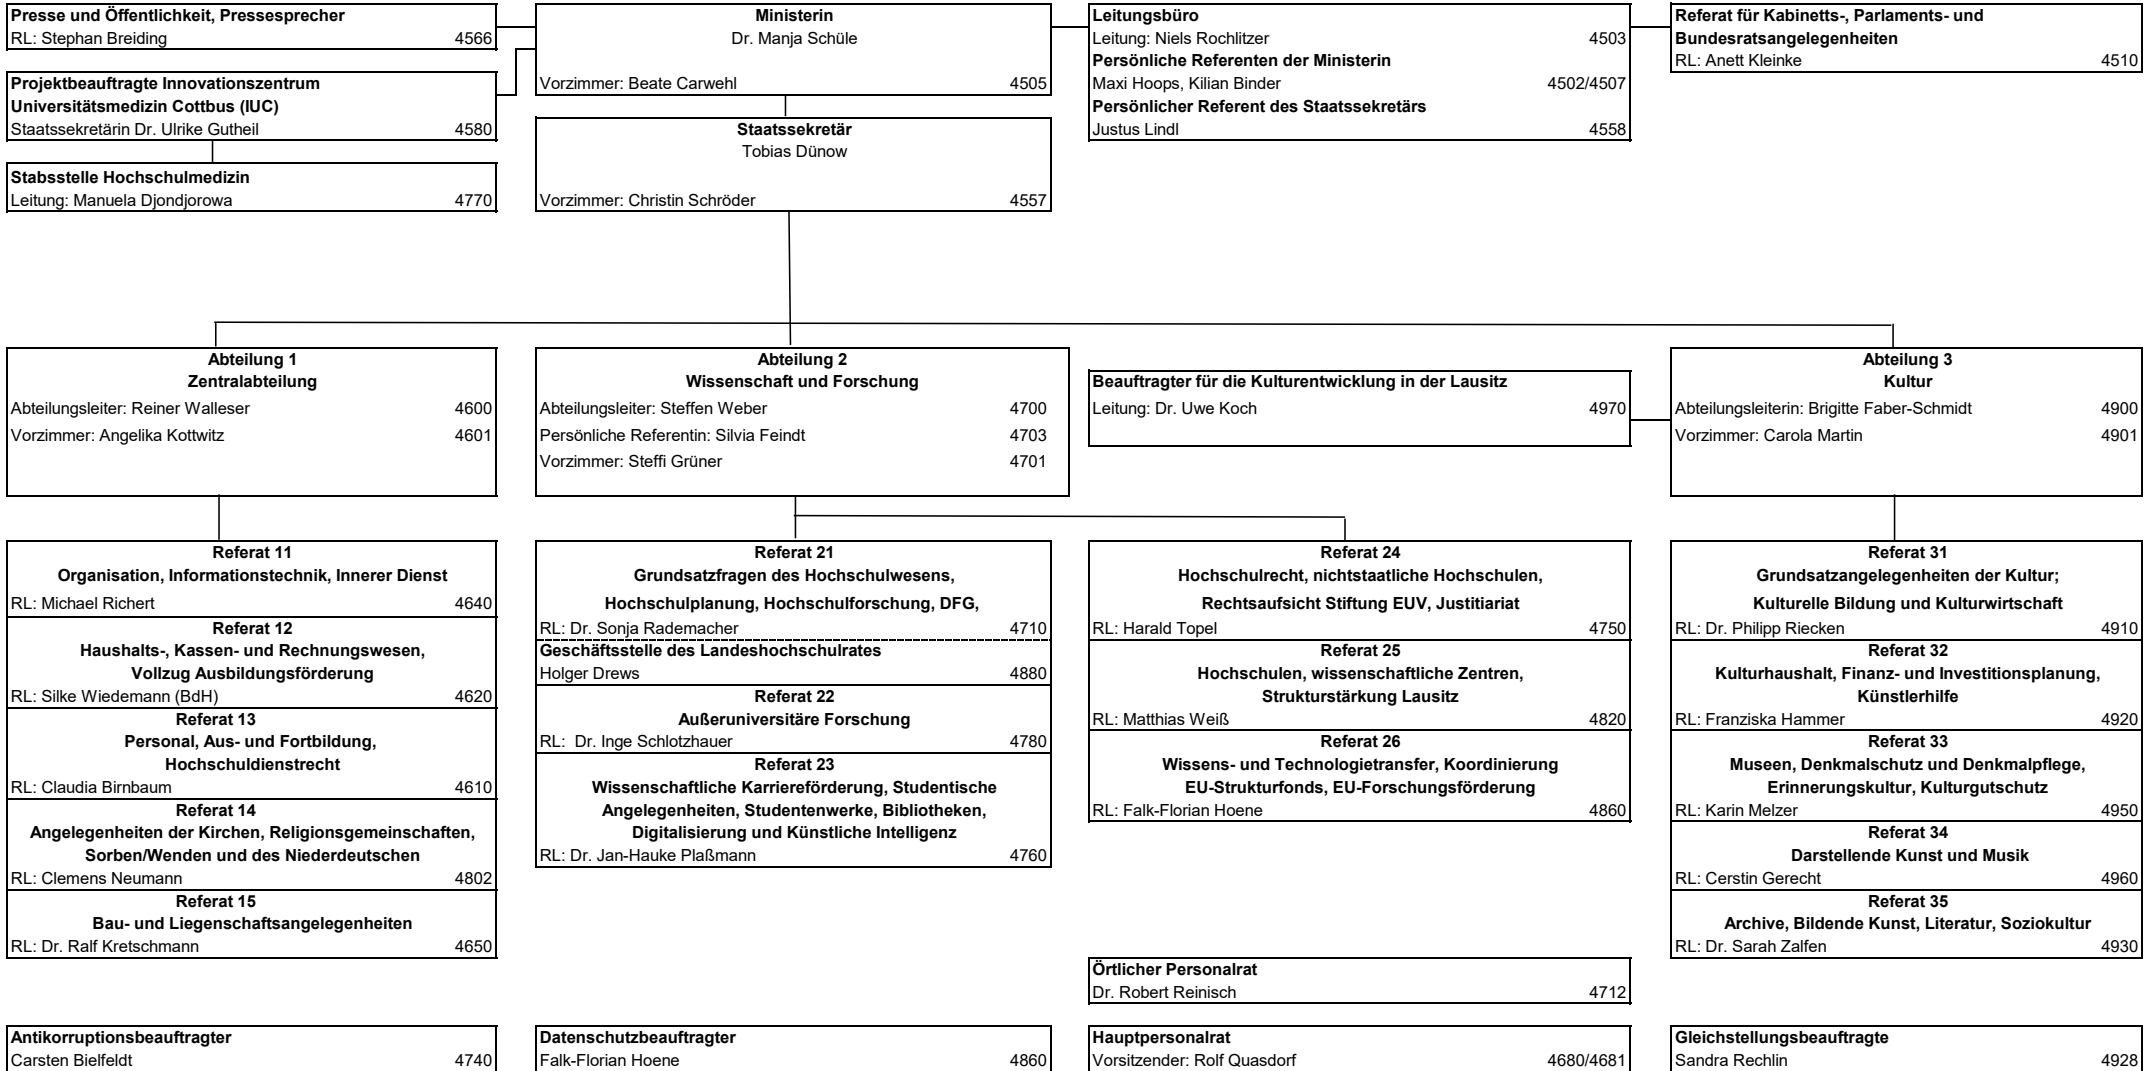 Presse und Öffentlichkeit, Pressesprecher
RL: Stephan Breiding 4566
Projektbeauftragte Innovationszentrum
Universitätsmedizin Cottbus (IUC)
Staatssekretärin Dr. Ulrike Gutheil 4580
Stabsstelle Hochschulmedizin
Leitung: Manuela Djondjorowa 4770
Ministerin
Dr. Manja Schüle
Vorzimmer: Beate Carwehl 4505
Staatssekretär
Tobias Dünow
Vorzimmer: Christin Schröder 4557
Leitungsbüro
Leitung: Niels Rochlitzer 4503
Persönliche Referenten der Ministerin
Maxi Hoops, Kilian Binder 4502/4507
Persönlicher Referent des Staatssekretärs
Justus Lindl 4558
Referat für Kabinetts-, Parlaments- und
Bundesratsangelegenheiten
RL: Anett Kleinke 4510
Abteilung 1
Zentralabteilung
Abteilungsleiter: Reiner Walleser 4600
Vorzimmer: Angelika Kottwitz 4601
Abteilung 2
Wissenschaft und Forschung
Abteilungsleiter: Steffen Weber 4700
Persönliche Referentin: Silvia Feindt 4703
Vorzimmer: Steffi Grüner 4701
Beauftragter für die Kulturentwicklung in der Lausitz
Leitung: Dr. Uwe Koch 4970
Abteilung 3
Kultur
Abteilungsleiterin: Brigitte Faber-Schmidt 4900
Vorzimmer: Carola Martin 4901
Referat 11
Organisation, Informationstechnik, Innerer Dienst
RL: Michael Richert 4640
Referat 12
Haushalts-, Kassen- und Rechnungswesen,
Vollzug Ausbildungsförderung
RL: Silke Wiedemann (BdH) 4620
Referat 13
Personal, Aus- und Fortbildung,
Hochschuldienstrecht
RL: Claudia Birnbaum 4610
Referat 14
Angelegenheiten der Kirchen, Religionsgemeinschaften,
Sorben/Wenden und des Niederdeutschen
RL: Clemens Neumann 4802
Referat 15
Bau- und Liegenschaftsangelegenheiten
RL: Dr. Ralf Kretschmann 4650
Referat 21
Grundsatzfragen des Hochschulwesens,
Hochschulplanung, Hochschulforschung, DFG,
RL: Dr. Sonja Rademacher 4710
Geschäftsstelle des Landeshochschulrates
Holger Drews 4880
Referat 22
Außeruniversitäre Forschung
RL: Dr. Inge Schlotzhauer 4780
Referat 23
Wissenschaftliche Karriereförderung, Studentische
Angelegenheiten, Studentenwerke, Bibliotheken,
Digitalisierung und Künstliche Intelligenz
RL: Dr. Jan-Hauke Plaßmann 4760
Referat 24
Hochschulrecht, nichtstaatliche Hochschulen,
Rechtsaufsicht Stiftung EUV, Justitiariat
RL: Harald Topel 4750
Referat 25
Hochschulen, wissenschaftliche Zentren,
Strukturstärkung Lausitz
RL: Matthias Weiß 4820
Referat 26
Wissens- und Technologietransfer, Koordinierung
EU-Strukturfonds, EU-Forschungsförderung
RL: Falk-Florian Hoene 4860
Referat 31
Grundsatzangelegenheiten der Kultur;
Kulturelle Bildung und Kulturwirtschaft
RL: Dr. Philipp Riecken 4910
Referat 32
Kulturhaushalt, Finanz- und Investitionsplanung,
Künstlerhilfe
RL: Franziska Hammer 4920
Referat 33
Museen, Denkmalschutz und Denkmalpflege,
Erinnerungskultur, Kulturgutschutz
RL: Karin Melzer 4950
Referat 34
Darstellende Kunst und Musik
RL: Cerstin Gerecht 4960
Referat 35
Archive, Bildende Kunst, Literatur, Soziokultur
RL: Dr. Sarah Zalfen 4930
Örtlicher Personalrat
Dr. Robert Reinisch 4712
Antikorruptionsbeauftragter
Carsten Bielfeldt 4740
Datenschutzbeauftragter
Falk-Florian Hoene 4860
Hauptpersonalrat
Vorsitzender: Rolf Quasdorf 4680/4681
Gleichstellungsbeauftragte
Sandra Rechlin 4928